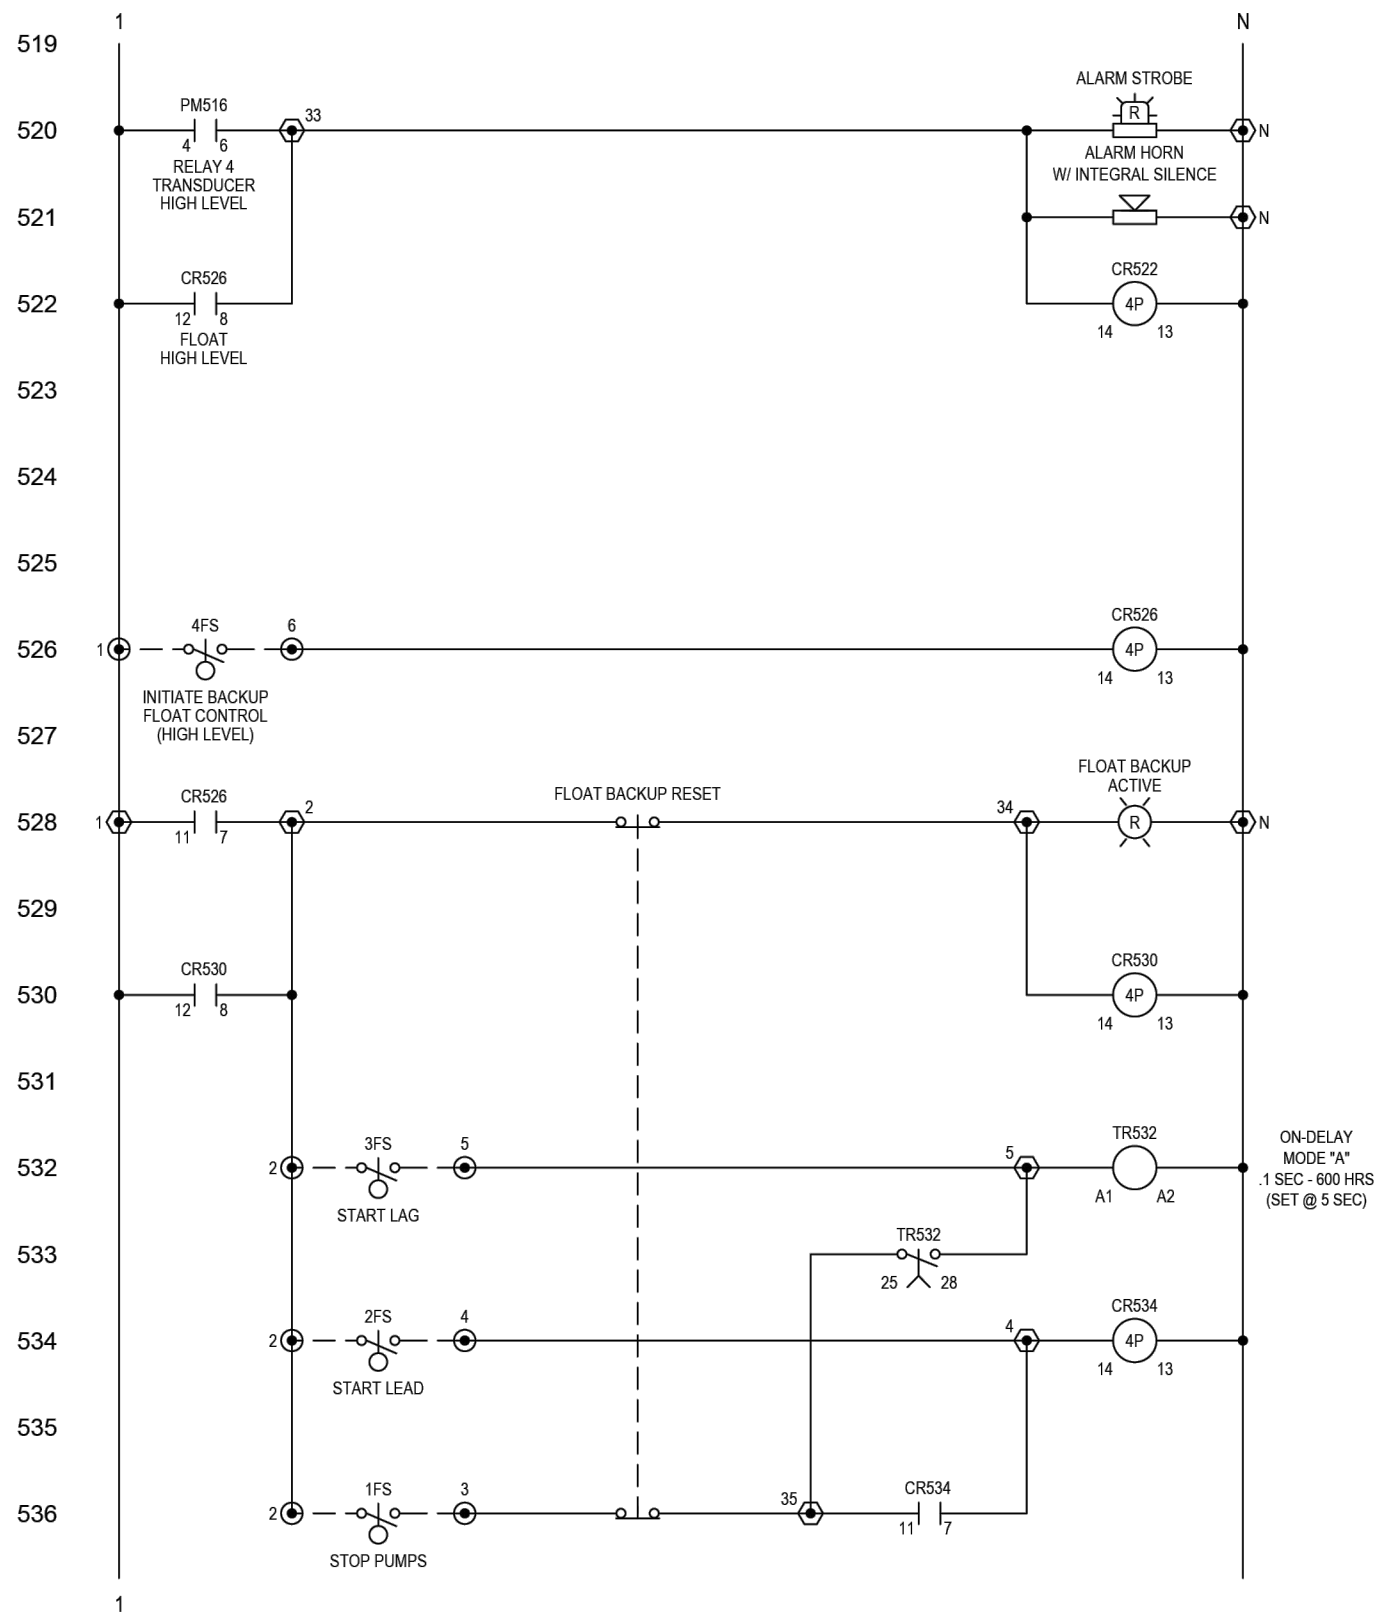 1 N
519
ALARM STROBE
PM516 33 R
520 N
4 6
RELAY 4
TRANSDUCER
HIGH LEVEL
ALARM HORN
W/ INTEGRAL SILENCE
521 N
CR526 CR522
522 4P
12 8 14 13
FLOAT
HIGH LEVEL
523
524
525
4FS 6 CR526
526 1 4P
14 13
INITIATE BACKUP
FLOAT CONTROL
(HIGH LEVEL)
527
FLOAT BACKUP
ACTIVE
CR526 2 FLOAT BACKUP RESET 34
528 1 R N
11 7
529
CR530 CR530
530 4P
12 8 14 13
531
3FS 5 5 TR532
532 2
A1 A2
START LAG
ON-DELAY
MODE "A"
.1 SEC - 600 HRS
(SET @ 5 SEC)
TR532
533
25 28
2FS 4 4 CR534
534 2 4P
14 13
START LEAD
535
1FS 3 35 CR534
536 2
11 7
STOP PUMPS
1